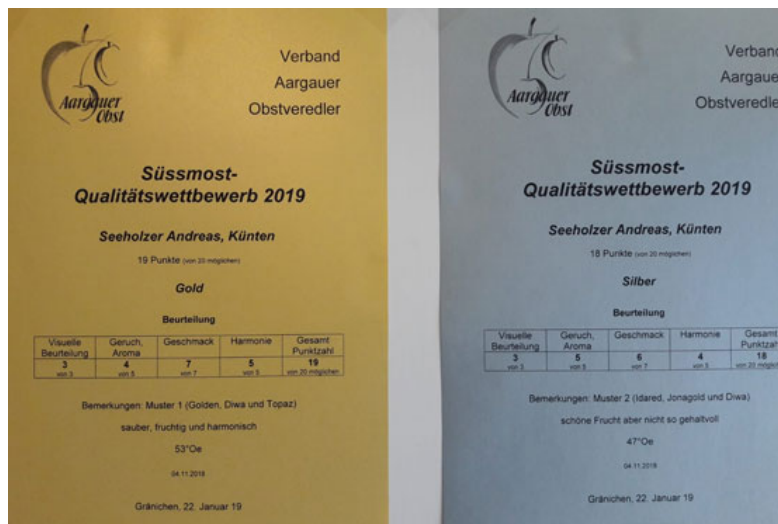 Aargauer
Obst
Verband
Aargauer
Obstveredler
Süssmost-
Qualitätswettbewerb 2019
Seeholzer Andreas, Künten
19 Punkte (von 20 möglichen)
Gold
Beurteilung
Visuelle Beurteilung Geruch, Aroma Geschmack Harmonie Gesamt Punktzahl
3 4 7 5 19
von 3 von 5 von 7 von 5 von 20 möglichen
Bemerkungen: Muster 1 (Golden, Diwa und Topaz)
sauber, fruchtig und harmonisch
53°Oe
04.11.2018
Gränichen, 22. Januar 19
Aargauer
Obst
Verband
Aargauer
Obstveredler
Süssmost-
Qualitätswettbewerb 2019
Seeholzer Andreas, Künten
18 Punkte (von 20 möglichen)
Silber
Beurteilung
Visuelle Beurteilung Geruch, Aroma Geschmack Harmonie Gesamt Punktzahl
3 5 6 4 18
von 3 von 5 von 7 von 5 von 20 möglichen
Bemerkungen: Muster 2 (Idared, Jonagold und Diwa)
schöne Frucht aber nicht so gehaltvoll
47°Oe
04.11.2018
Gränichen, 22. Januar 19